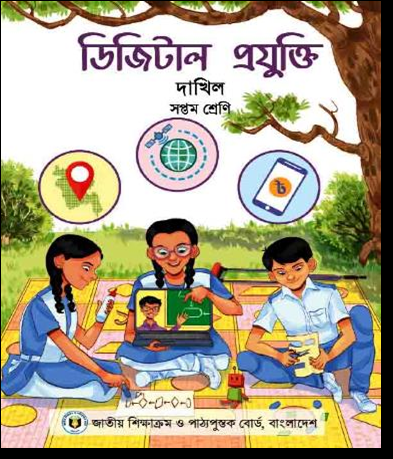 ডিজিটাল প্রযুক্তি
দাখিল
সপ্তম শ্রেণি
৳
জাতীয় শিক্ষাক্রম ও পাঠ্যপুস্তক বোর্ড, বাংলাদেশ